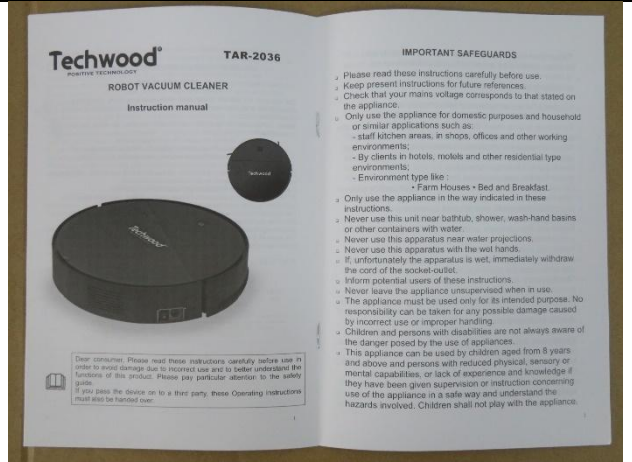 Techwood®
POSITIVE TECHNOLOGY
TAR-2036
ROBOT VACUUM CLEANER
Instruction manual
Techwood
Techwood
Dear consumer. Please read these instructions carefully before use in
order to avoid damage due to incorrect use and to better understand the
functions of this product. Please pay particular attention to the safety
guide.
If you pass the device on to a third party, these Operating Instructions
must also be handed over.
IMPORTANT SAFEGUARDS
Please read these instructions carefully before use.
Keep present instructions for future references.
Check that your mains voltage corresponds to that stated on
the appliance.
Only use the appliance for domestic purposes and household
or similar applications such as:
- staff kitchen areas, in shops, offices and other working
environments;
- By clients in hotels, motels and other residential type
environments;
- Environment type like :
• Farm Houses • Bed and Breakfast.
Only use the appliance in the way indicated in these
instructions.
Never use this unit near bathtub, shower, wash-hand basins
or other containers with water.
Never use this apparatus near water projections.
Never use this apparatus with the wet hands.
If, unfortunately the apparatus is wet, immediately withdraw
the cord of the socket-outlet.
Inform potential users of these instructions.
Never leave the appliance unsupervised when in use.
The appliance must be used only for its intended purpose. No
responsibility can be taken for any possible damage caused
by incorrect use or improper handling.
Children and persons with disabilities are not always aware of
the danger posed by the use of appliances.
This appliance can be used by children aged from 8 years
and above and persons with reduced physical, sensory or
mental capabilities, or lack of experience and knowledge if
they have been given supervision or instruction concerning
use of the appliance in a safe way and understand the
hazards involved. Children shall not play with the appliance.